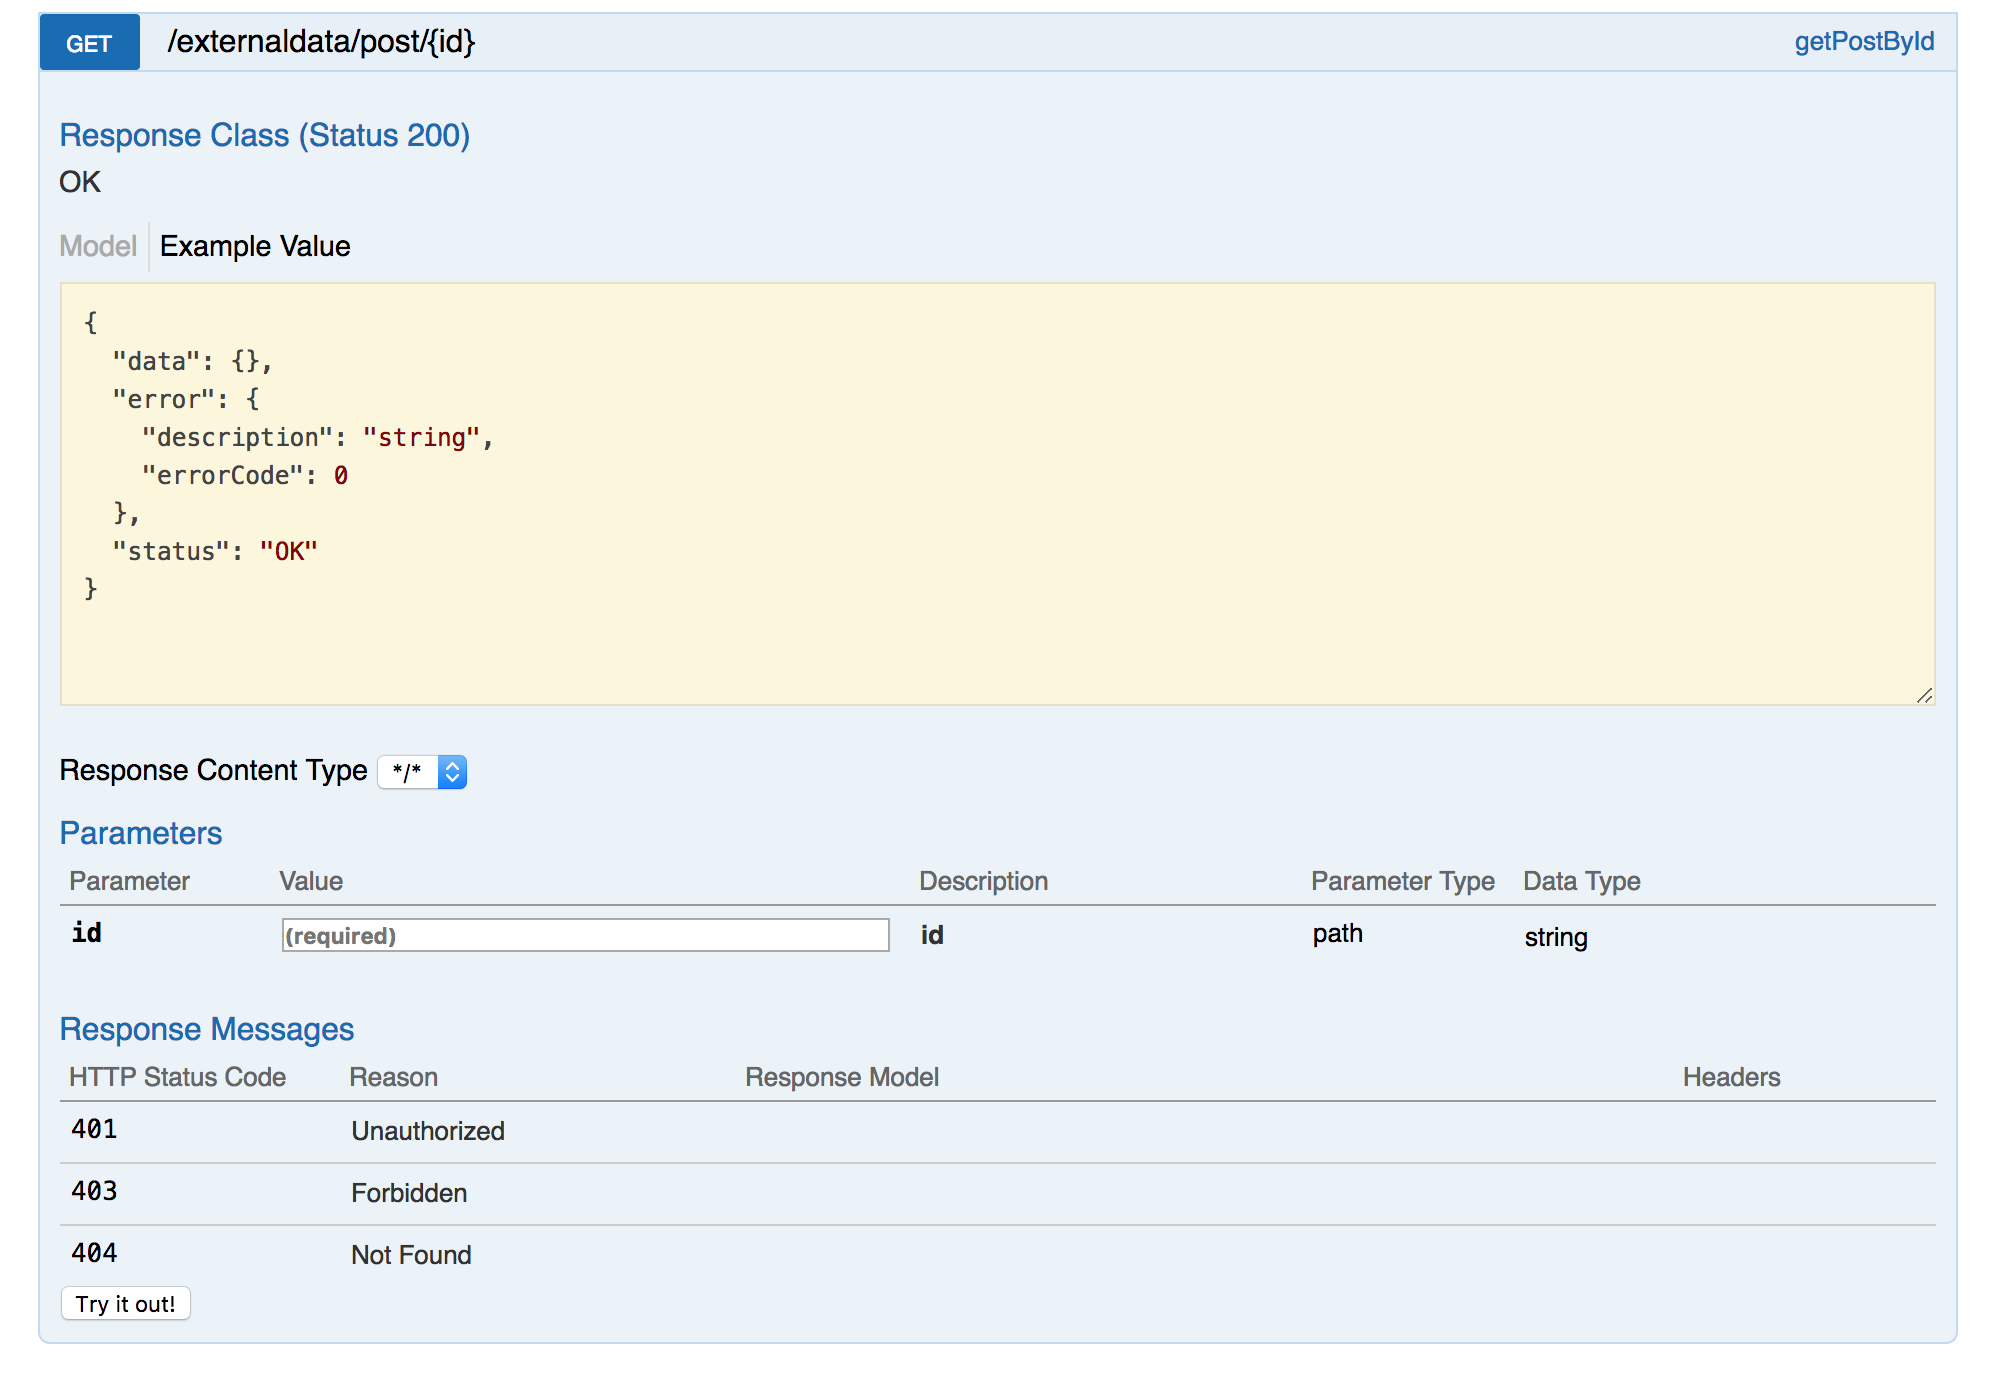 GET /externaldata/post/{id} getPostById
Response Class (Status 200)
OK
Model Example Value
{
  "data": {},
  "error": {
    "description": "string",
    "errorCode": 0
  },
  "status": "OK"
}
Response Content Type */*
Parameters
Parameter Value Description Parameter Type Data Type
id (required) id path string
Response Messages
HTTP Status Code Reason Response Model Headers
401 Unauthorized
403 Forbidden
404 Not Found
Try it out!